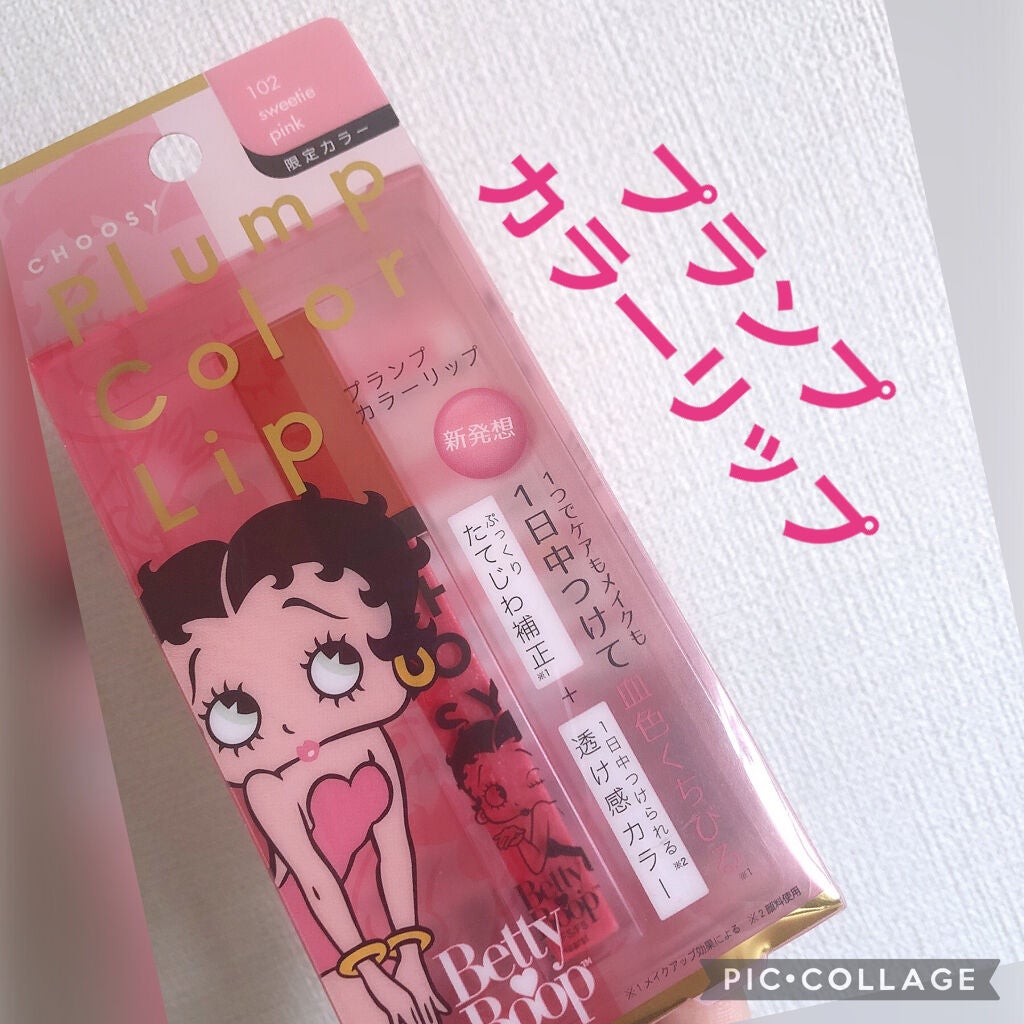 102
sweetie
pink
限定カラー
CHOOSY
Plump
Color
Lip
プランプ
カラーリップ
プランプ
カラーリップ
新発想
1つでケアもメイクも
1日中つけて
血色くちびる※1
ぷっくり
たてじわ補正※1
+
1日中つけられる※2
透け感カラー
OSY
Betty
Boop
Betty
Boop™
※1メイクアップ効果による ※2顔料使用
PIC•COLLAGE